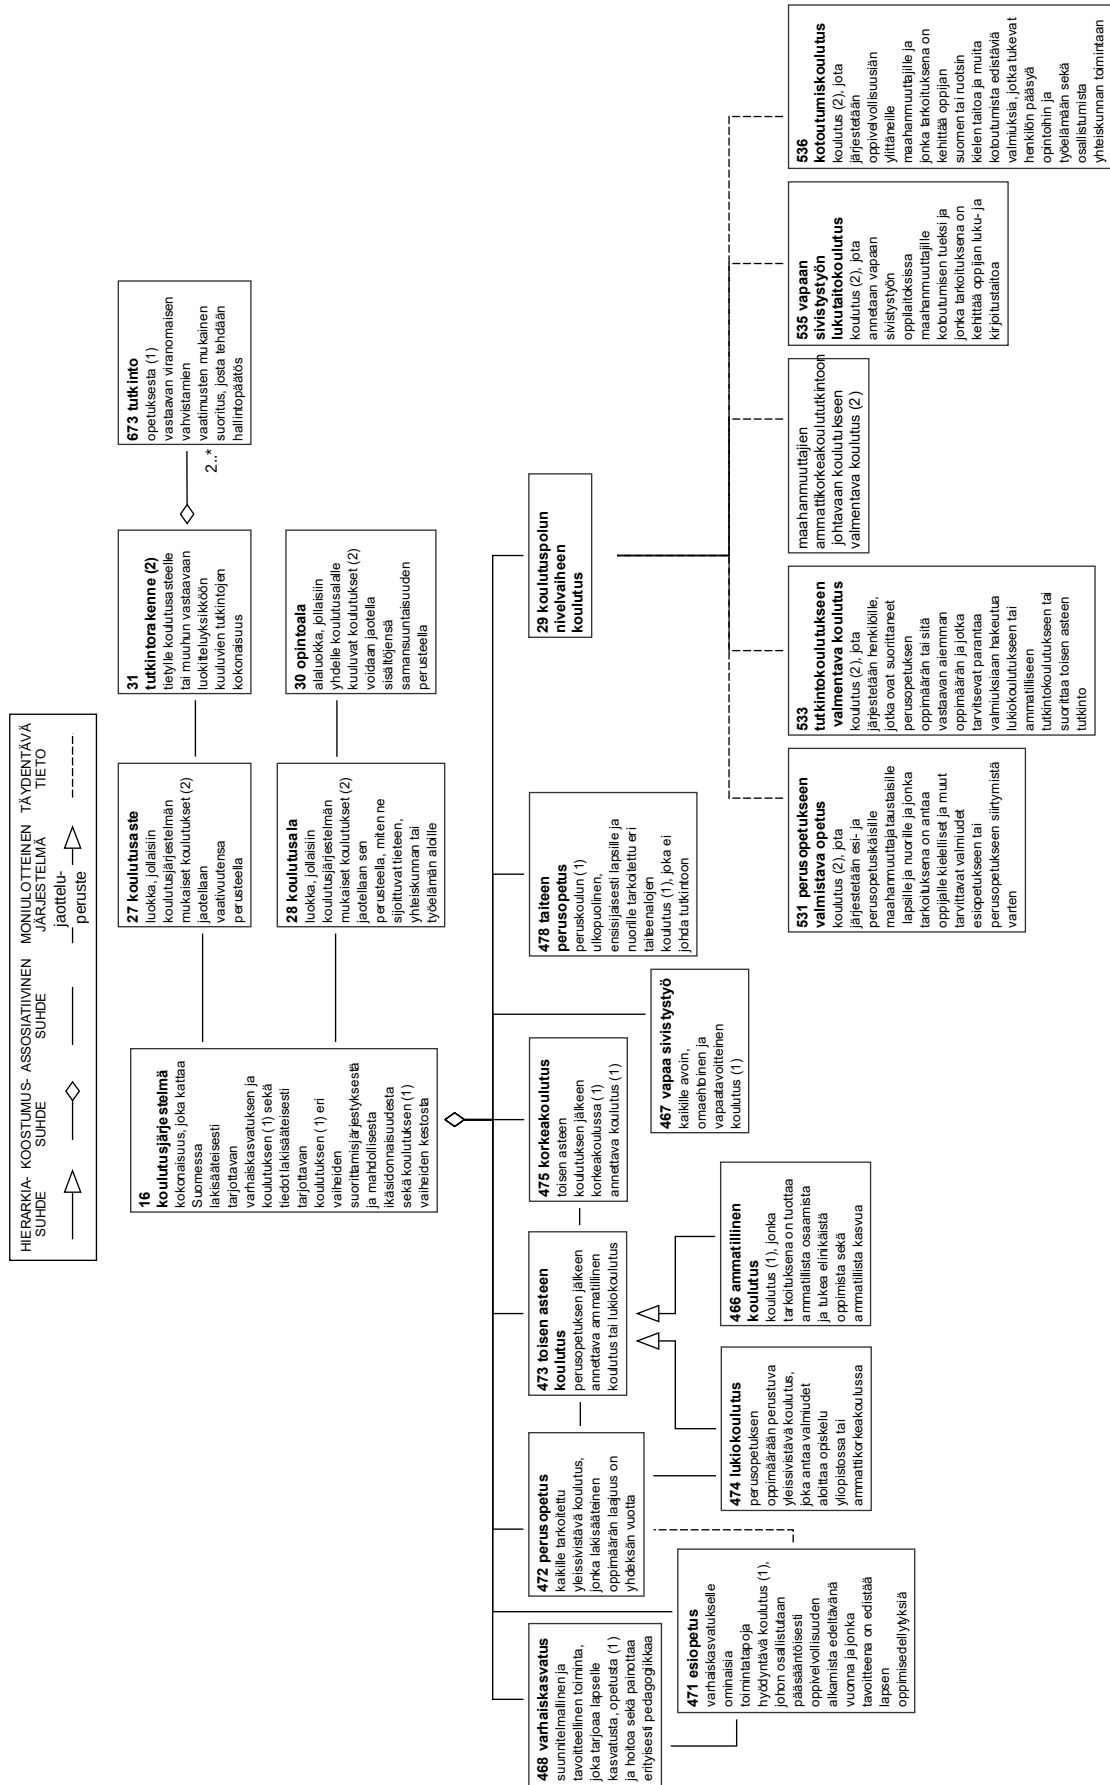 HIERARKIA-
SUHDE
KOOSTUMUS-
SUHDE
ASSOSIATIIVINEN
SUHDE
MONIULOTTEINEN
JÄRJESTELMÄ
jaottelu-
peruste
TÄYDENTÄVÄ
TIETO
16
koulutusjärjestelmä
kokonaisuus, joka kattaa
Suomessa
lakisääteisesti
tarjottavan
varhaiskasvatuksen ja
koulutuksen (1) sekä
tiedot lakisääteisesti
tarjottavan
koulutuksen (1) eri
vaiheiden
suorittamisjärjestyksestä
ja mahdollisesta
ikäsidonnaisuudesta
sekä koulutuksen (1)
vaiheiden kestosta
27 koulutusaste
luokka, jollaisiin
koulutusjärjestelmän
mukaiset koulutukset (2)
jaotellaan
vaativuutensa
perusteella
31
tutkintorakenne (2)
tietylle koulutusasteelle
tai muuhun vastaavaan
luokitteluyksikköön
kuuluvien tutkintojen
kokonaisuus
2..*
673 tutkinto
opetuksesta (1)
vastaavan viranomaisen
vahvistamien
vaatimusten mukainen
suoritus, josta tehdään
hallintopäätös
28 koulutusala
luokka, jollaisiin
koulutusjärjestelmän
mukaiset koulutukset (2)
jaotellaan sen
perusteella, miten ne
sijoittuvat tieteen,
yhteiskunnan tai
työelämän aloille
30 opintoala
alaluokka, jollaisiin
yhdelle koulutusalalle
kuuluvat koulutukset (2)
voidaan jaotella
sisältöjensä
samansuuntaisuuden
perusteella
468 varhaiskasvatus
suunnitelmallinen ja
tavoitteellinen toiminta,
joka tarjoaa lapselle
kasvatusta, opetusta (1)
ja hoitoa sekä painottaa
erityisesti pedagogiikkaa
472 perusopetus
kaikille tarkoitettu
yleissivistävä koulutus,
jonka lakisääteinen
oppimäärän laajuus on
yhdeksän vuotta
473 toisen asteen
koulutus
perusopetuksen jälkeen
annettava ammatillinen
koulutus tai lukiokoulutus
475 korkeakoulutus
toisen asteen
koulutuksen jälkeen
korkeakoulussa (1)
annettava koulutus (1)
478 taiteen
perusopetus
peruskoulun (1)
ulkopuolinen,
ensisijaisesti lapsille ja
nuorille tarkoitettu eri
taiteenalojen
koulutus (1), joka ei
johda tutkintoon
29 koulutuspolun
nivelvaiheen
koulutus
471 esiopetus
varhaiskasvatukselle
ominaisia
toimintatapoja
hyödyntävä koulutus (1),
johon osallistutaan
pääsääntöisesti
oppivelvollisuuden
alkamista edeltävänä
vuonna ja jonka
tavoitteena on edistää
lapsen
oppimisedellytyksiä
474 lukiokoulutus
perusopetuksen
oppimäärään perustuva
yleissivistävä koulutus,
joka antaa valmiudet
aloittaa opiskelu
yliopistossa tai
ammattikorkeakoulussa
466 ammatillinen
koulutus
koulutus (1), jonka
tarkoituksena on tuottaa
ammatillista osaamista
ja tukea elinikäistä
oppimista sekä
ammatillista kasvua
467 vapaa sivistystyö
kaikille avoin,
omaehtoinen ja
vapaatavoitteinen
koulutus (1)
531 perusopetukseen
valmistava opetus
koulutus (2), jota
järjestetään esi- ja
perusopetusikäisille
maahanmuuttajataustaisille
lapsille ja nuorille ja jonka
tarkoituksena on antaa
oppijalle kielelliset ja muut
tarvittavat valmiudet
esiopetukseen tai
perusopetukseen siirtymistä
varten
533
tutkintokoulutukseen
valmentava koulutus
koulutus (2), jota
järjestetään henkilöille,
jotka ovat suorittaneet
perusopetuksen
oppimäärän tai sitä
vastaavan aiemman
oppimäärän ja jotka
tarvitsevat parantaa
valmiuksiaan hakeutua
lukiokoulutukseen tai
ammatilliseen
tutkintokoulutukseen tai
suorittaa toisen asteen
tutkinto
maahanmuuttajien
ammattikorkeakoulututkintoon
johtavaan koulutukseen
valmentava koulutus (2)
535 vapaan
sivistystyön
lukutaitokoulutus
koulutus (2), jota
annetaan vapaan
sivistystyön
oppilaitoksissa
maahanmuuttajille
kotoutumisen tueksi ja
jonka tarkoituksena on
kehittää oppijan luku- ja
kirjoitustaitoa
536
kotoutumiskoulutus
koulutus (2), jota
järjestetään
oppivelvollisuusiän
ylittäneille
maahanmuuttajille ja
jonka tarkoituksena on
kehittää oppijan
suomen tai ruotsin
kielen taitoa ja muita
kotoutumista edistäviä
valmiuksia, jotka tukevat
henkilön pääsyä
opintoihin ja
työelämään sekä
osallistumista
yhteiskunnan toimintaan